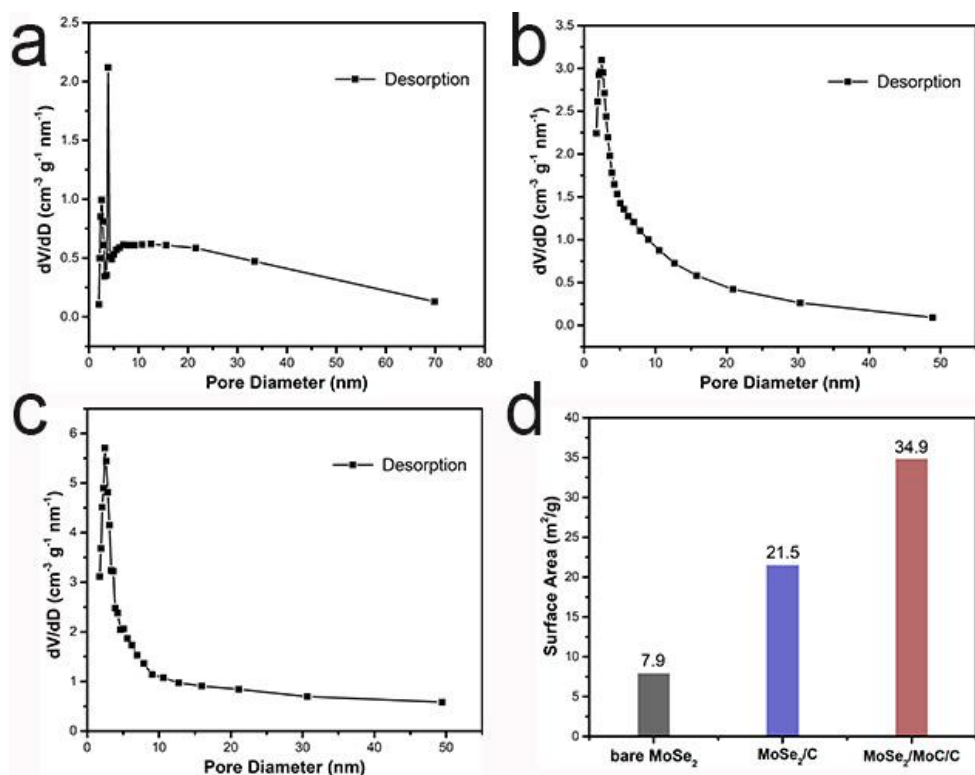 a
2.5
2.0
1.5
1.0
0.5
0.0
dV/dD (cm⁻³ g⁻¹ nm⁻¹)
Desorption
0 10 20 30 40 50 60 70 80
Pore Diameter (nm)
b
3.5
3.0
2.5
2.0
1.5
1.0
0.5
0.0
dV/dD (cm⁻³ g⁻¹ nm⁻¹)
Desorption
0 10 20 30 40 50
Pore Diameter (nm)
c
6
5
4
3
2
1
0
dV/dD (cm⁻³ g⁻¹ nm⁻¹)
Desorption
0 10 20 30 40 50
Pore Diameter (nm)
d
40
35
30
25
20
15
10
5
0
Surface Area (m²/g)
7.9
21.5
34.9
bare MoSe₂ MoSe₂/C MoSe₂/MoC/C